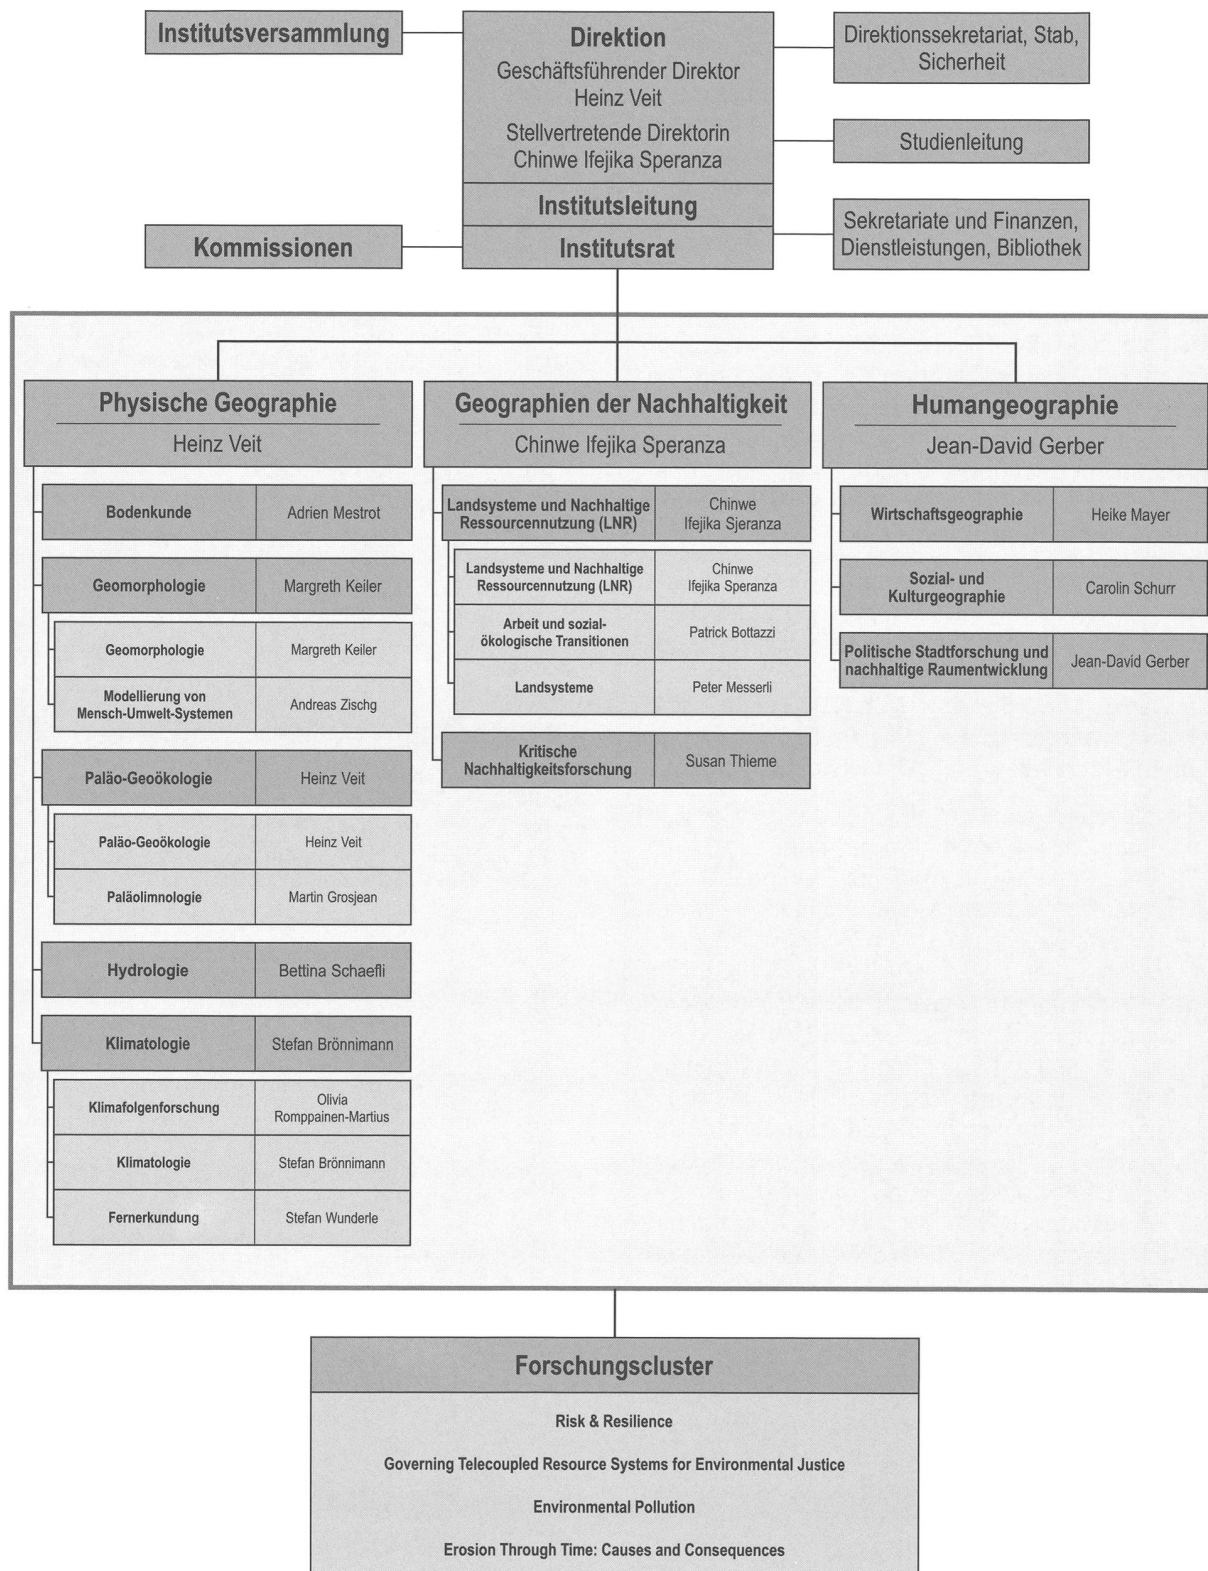 Institutsversammlung
Direktion
Geschäftsführender Direktor
Heinz Veit
Stellvertretende Direktorin
Chinwe Ifejika Speranza
Institutsleitung
Institutsrat
Kommissionen
Direktionssekretariat, Stab,
Sicherheit
Studienleitung
Sekretariate und Finanzen,
Dienstleistungen, Bibliothek
Physische Geographie
Heinz Veit
Bodenkunde
Adrien Mestrot
Geomorphologie
Margreth Keiler
Geomorphologie
Margreth Keiler
Modellierung von
Mensch-Umwelt-Systemen
Andreas Zischg
Paläo-Geoökologie
Heinz Veit
Paläo-Geoökologie
Heinz Veit
Paläolimnologie
Martin Grosjean
Hydrologie
Bettina Schaefli
Klimatologie
Stefan Brönnimann
Klimafolgenforschung
Olivia
Romppainen-Martius
Klimatologie
Stefan Brönnimann
Fernerkundung
Stefan Wunderle
Geographien der Nachhaltigkeit
Chinwe Ifejika Speranza
Landsysteme und Nachhaltige
Ressourcennutzung (LNR)
Chinwe
Ifejika Sjeranza
Landsysteme und Nachhaltige
Ressourcennutzung (LNR)
Chinwe
Ifejika Speranza
Arbeit und sozial-
ökologische Transitionen
Patrick Bottazzi
Landsysteme
Peter Messerli
Kritische
Nachhaltigkeitsforschung
Susan Thieme
Humangeographie
Jean-David Gerber
Wirtschaftsgeographie
Heike Mayer
Sozial- und
Kulturgeographie
Carolin Schurr
Politische Stadtforschung und
nachhaltige Raumentwicklung
Jean-David Gerber
Forschungscluster
Risk & Resilience
Governing Telecoupled Resource Systems for Environmental Justice
Environmental Pollution
Erosion Through Time: Causes and Consequences